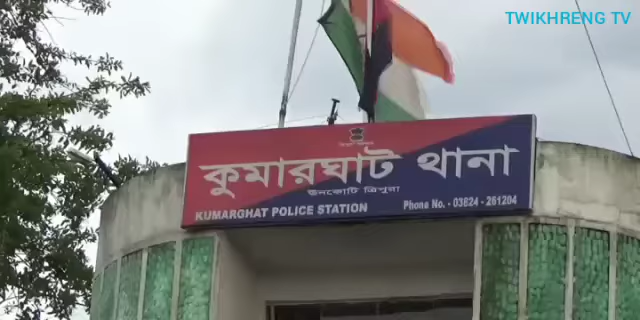 TWIKHRENG TV
কুমারঘাট থানা
ঊনকোটি ত্রিপুরা
KUMARGHAT POLICE STATION
Phone No. - 03824 - 261204